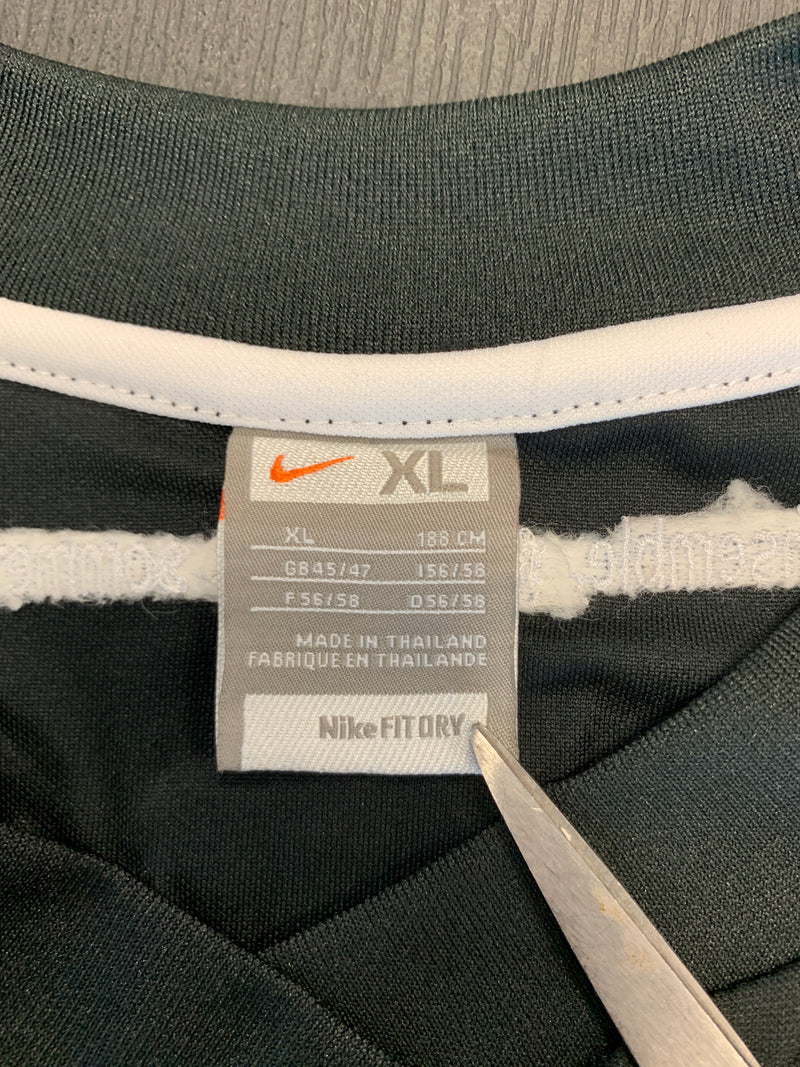 XL
XL 188 CM
GB45/47 I56/58
F56/58 D56/58
MADE IN THAILAND
FABRIQUE EN THAILANDE
Nike FIT DRY